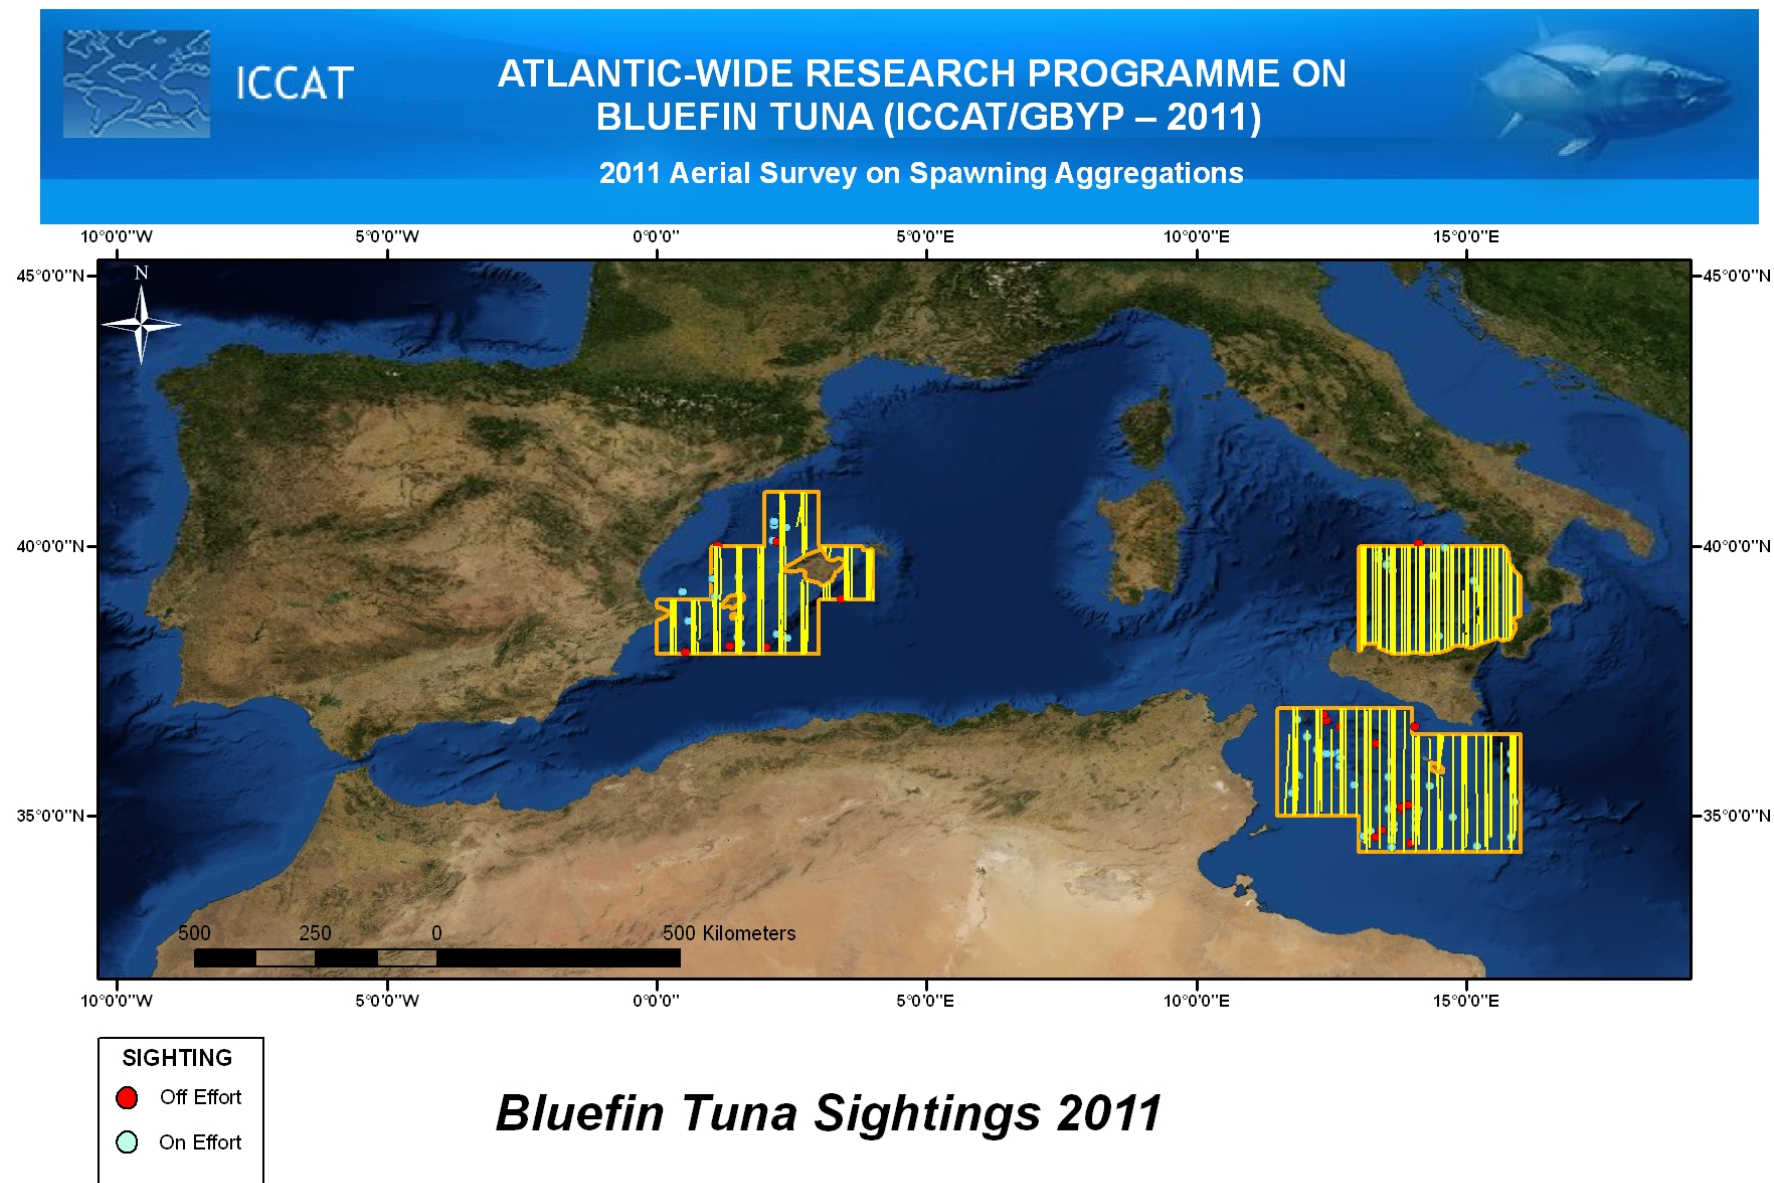 ICCAT
ATLANTIC-WIDE RESEARCH PROGRAMME ON
BLUEFIN TUNA (ICCAT/GBYP – 2011)
2011 Aerial Survey on Spawning Aggregations
10°0'0"W 5°0'0"W 0°0'0" 5°0'0"E 10°0'0"E 15°0'0"E
45°0'0"N 45°0'0"N
N
40°0'0"N 40°0'0"N
35°0'0"N 35°0'0"N
500 250 0 500 Kilometers
10°0'0"W 5°0'0"W 0°0'0" 5°0'0"E 10°0'0"E 15°0'0"E
SIGHTING
Off Effort
On Effort
Bluefin Tuna Sightings 2011